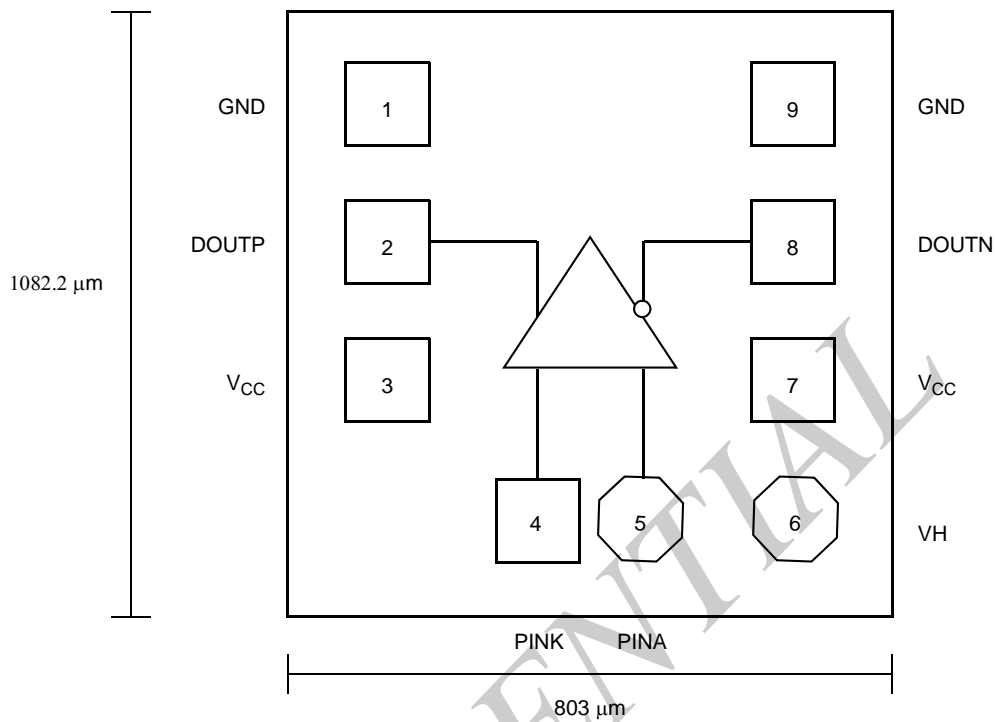 GND 1 9 GND
DOUTP 2 8 DOUTN
1082.2 μm
VCC 3 7 VCC
4 5 6 VH
PINK PINA
803 μm
ENTIAL